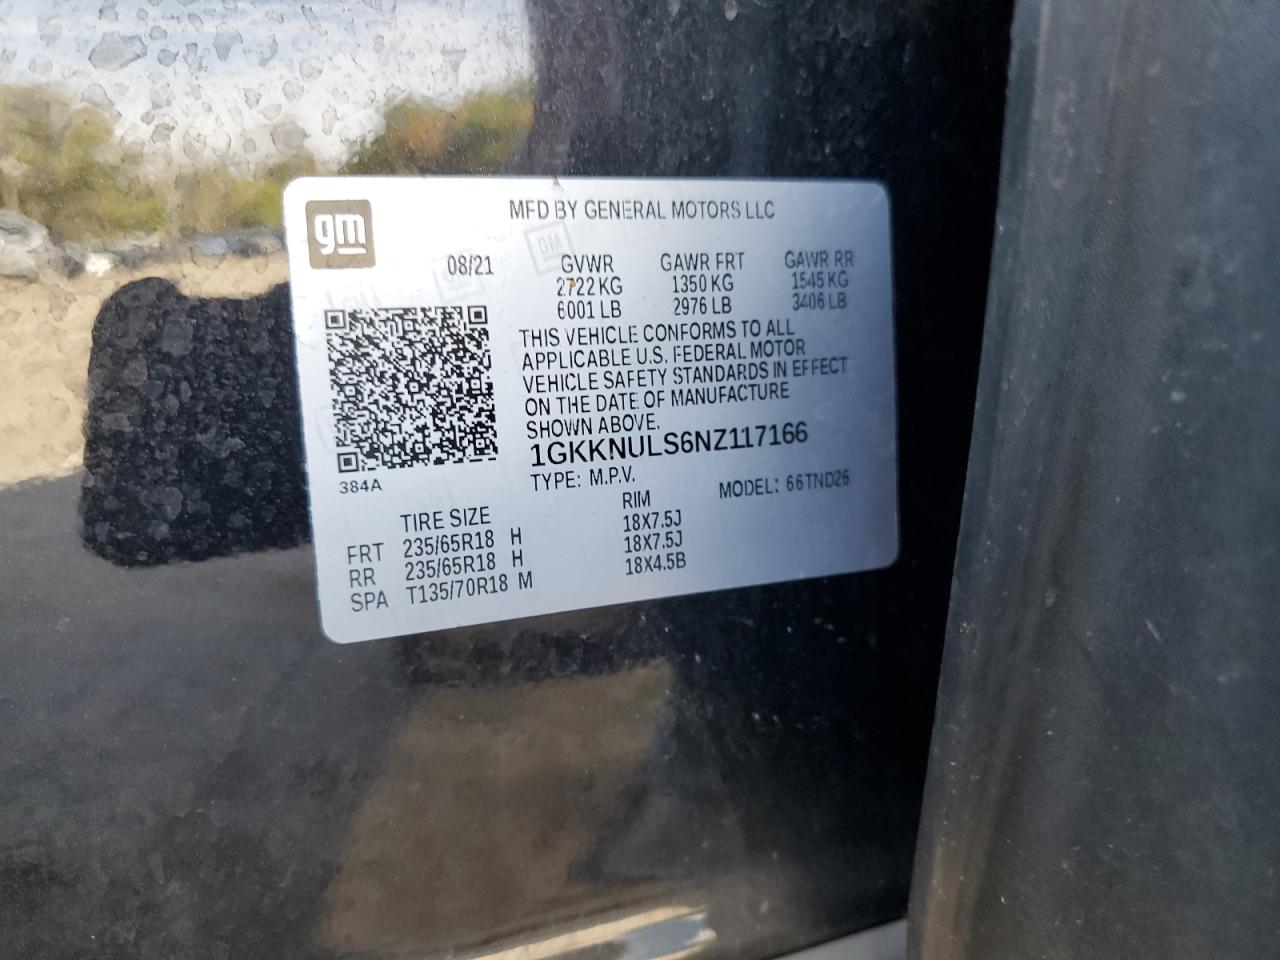 gm
MFD BY GENERAL MOTORS LLC
08/21 GVWR GAWR FRT GAWR RR
2722 KG 1350 KG 1545 KG
6001 LB 2976 LB 3406 LB
THIS VEHICLE CONFORMS TO ALL
APPLICABLE U.S. FEDERAL MOTOR
VEHICLE SAFETY STANDARDS IN EFFECT
ON THE DATE OF MANUFACTURE
SHOWN ABOVE.
1GKKNULS6NZ117166
384A
TYPE: M.P.V. MODEL: 66TND26
TIRE SIZE RIM
FRT 235/65R18 H 18X7.5J
RR 235/65R18 H 18X7.5J
SPA T135/70R18 M 18X4.5B